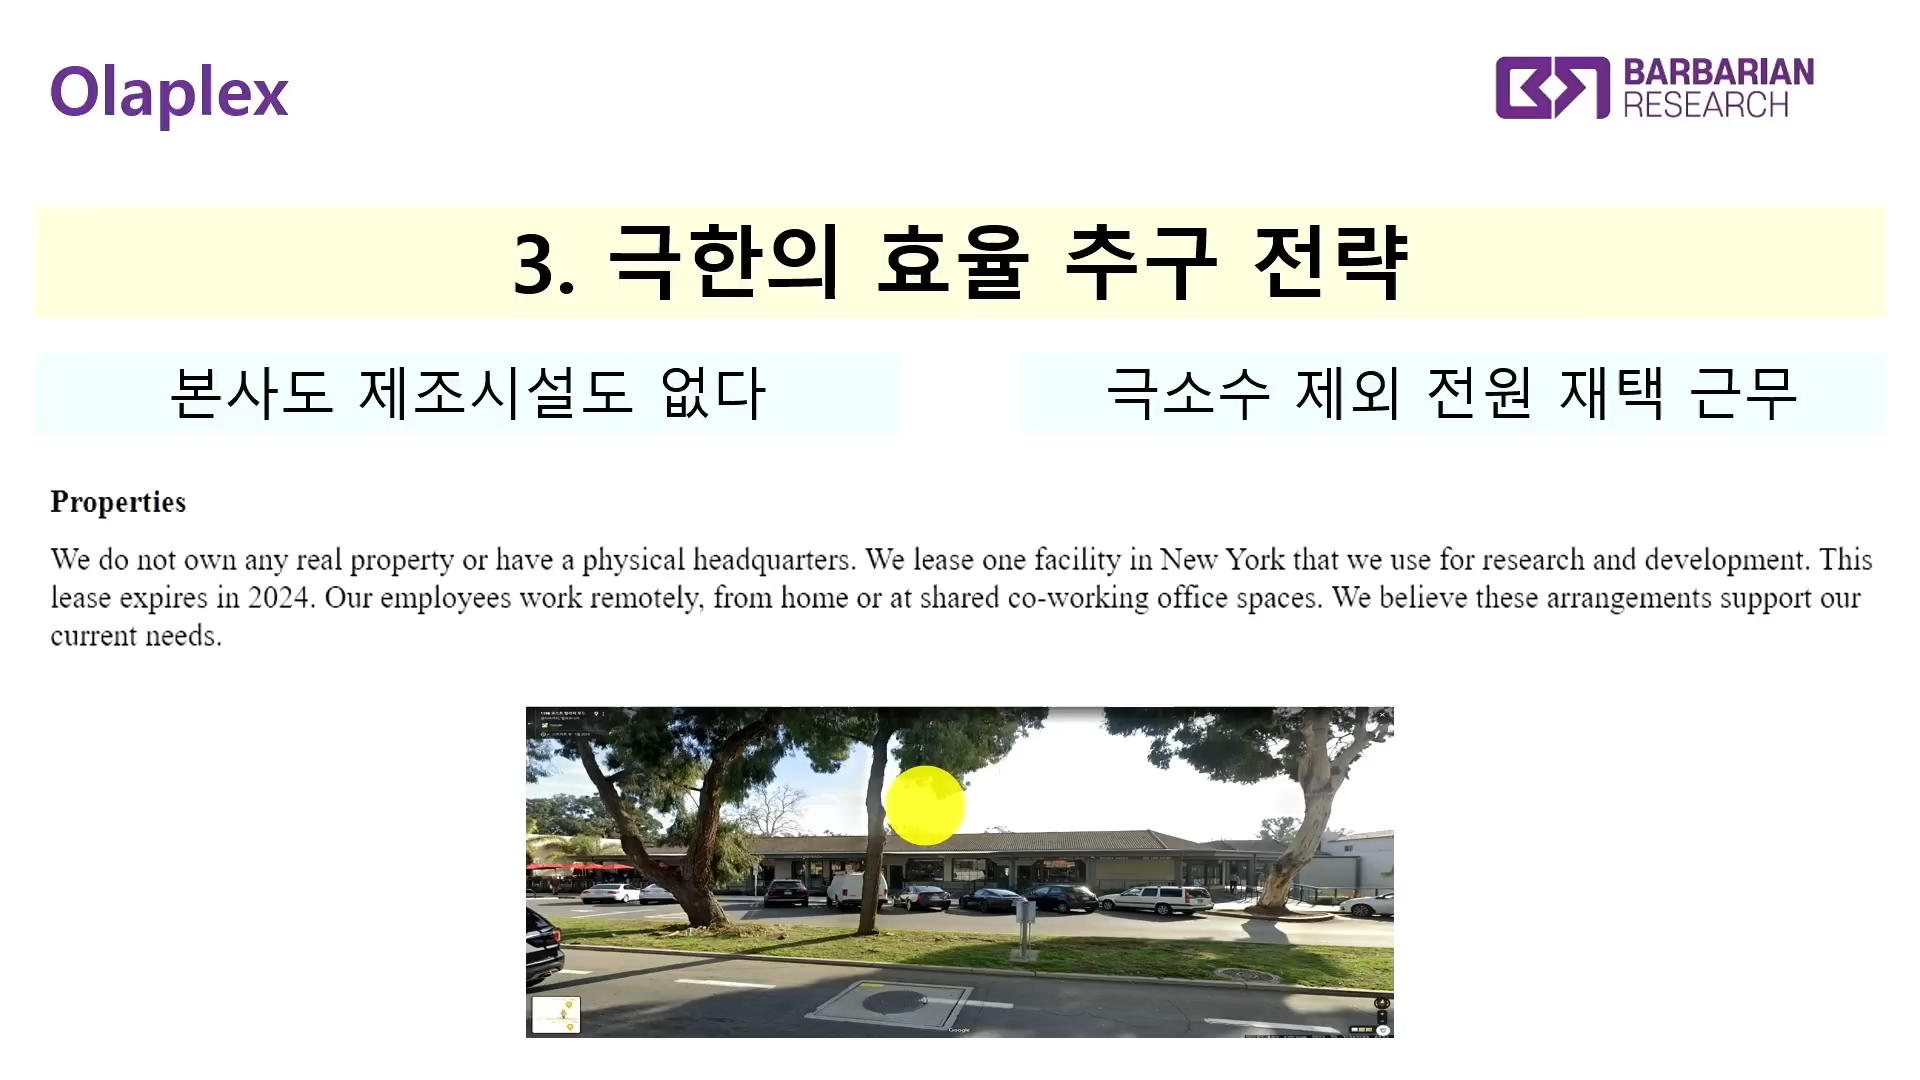 Olaplex
BARBARIAN
RESEARCH
3. 극한의 효율 추구 전략
본사도 제조시설도 없다
극소수 제외 전원 재택 근무
Properties
We do not own any real property or have a physical headquarters. We lease one facility in New York that we use for research and development. This
lease expires in 2024. Our employees work remotely, from home or at shared co-working office spaces. We believe these arrangements support our
current needs.
Google